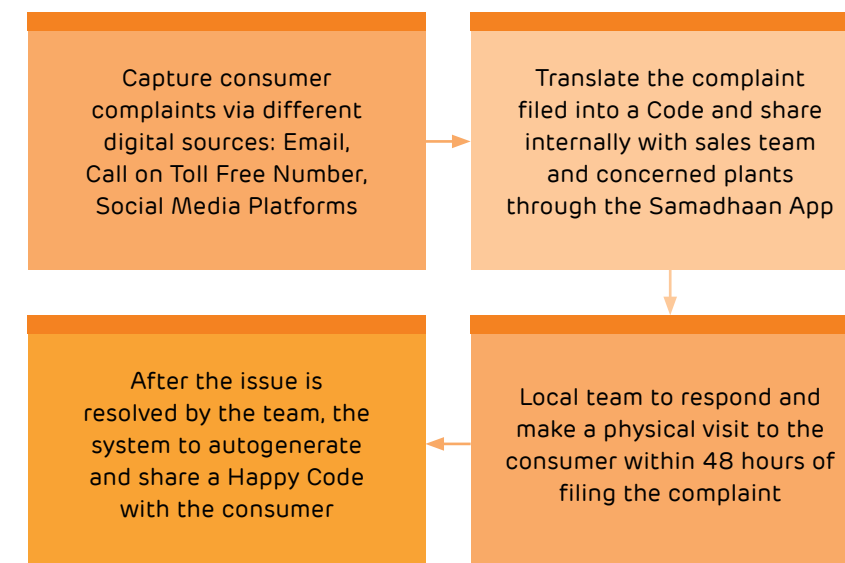 Capture consumer
complaints via different
digital sources: Email,
Call on Toll Free Number,
Social Media Platforms
Translate the complaint
filed into a Code and share
internally with sales team
and concerned plants
through the Samadhaan App
Local team to respond and
make a physical visit to the
consumer within 48 hours of
filing the complaint
After the issue is
resolved by the team, the
system to autogenerate
and share a Happy Code
with the consumer